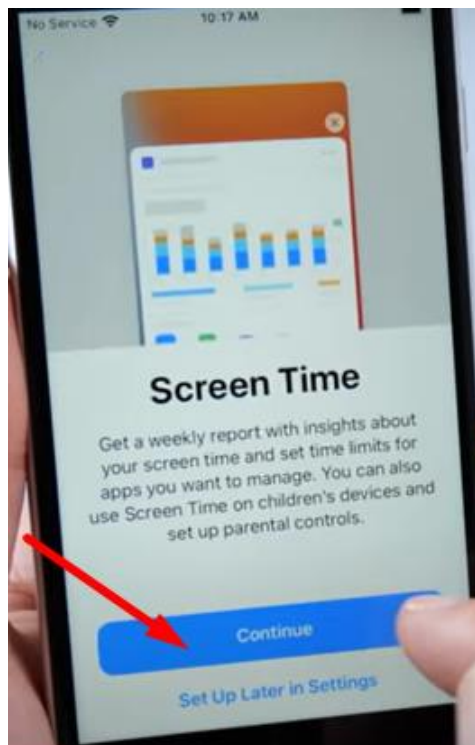 No Service 10:17 AM
Screen Time
Get a weekly report with insights about
your screen time and set time limits for
apps you want to manage. You can also
use Screen Time on children's devices and
set up parental controls.
Continue
Set Up Later in Settings